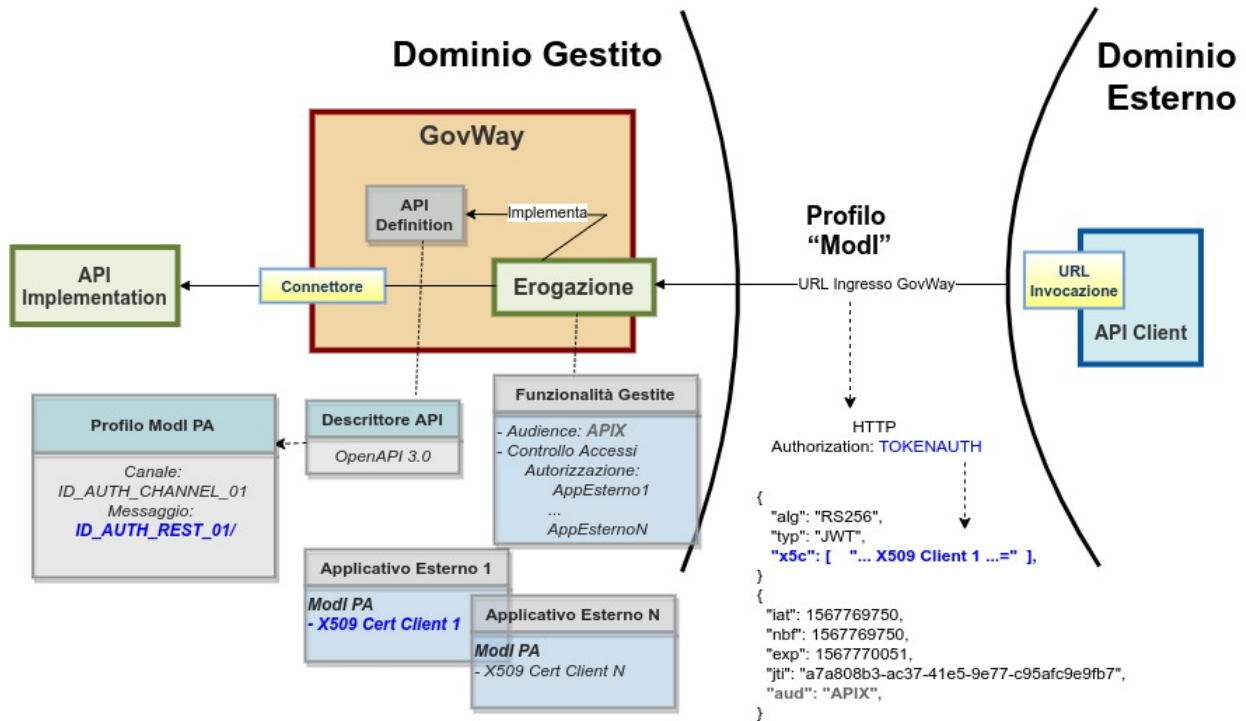 Dominio Gestito
Dominio
Esterno
GovWay
API
Definition
Implementa
Profilo
“ModI”
API
Implementation
Connettore
Erogazione
URL Ingresso GovWay
URL
Invocazione
API Client
Profilo ModI PA
Canale:
ID_AUTH_CHANNEL_01
Messaggio:
ID_AUTH_REST_01/
Descrittore API
OpenAPI 3.0
Funzionalità Gestite
- Audience: APIX
- Controllo Accessi
Autorizzazione:
AppEsterno1
...
AppEsternoN
HTTP
Authorization: TOKENAUTH
Applicativo Esterno 1
ModI PA
- X509 Cert Client 1
Applicativo Esterno N
ModI PA
- X509 Cert Client N
{
"alg": "RS256",
"typ": "JWT",
"x5c": [ "... X509 Client 1 ...=" ],
}
{
"iat": 1567769750,
"nbf": 1567769750,
"exp": 1567770051,
"jti": "a7a808b3-ac37-41e5-9e77-c95afc9e9fb7",
"aud": "APIX",
}